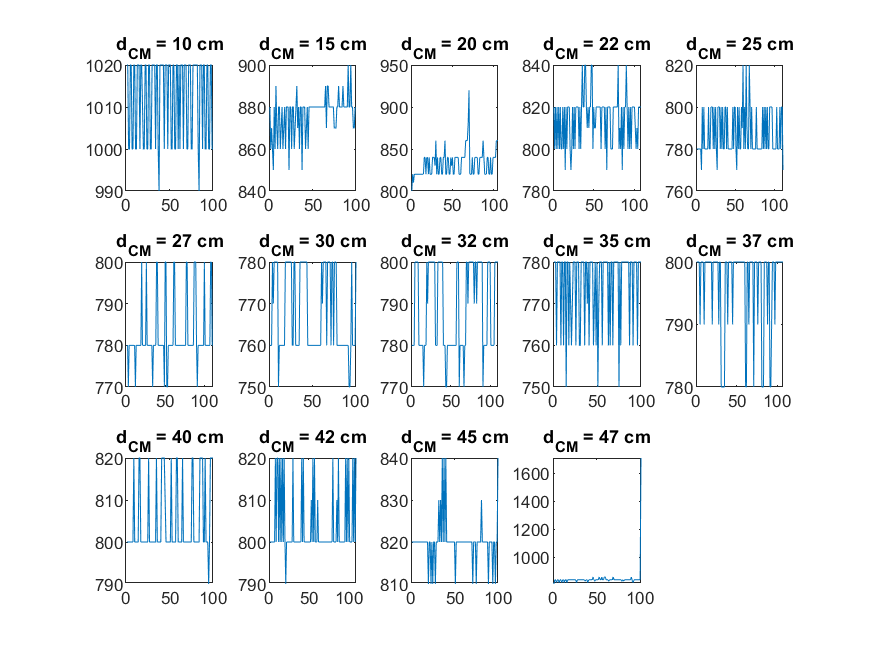 d_CM = 10 cm
1020
1010
1000
990
0 50 100
d_CM = 15 cm
900
880
860
840
0 50 100
d_CM = 20 cm
950
900
850
800
0 50 100
d_CM = 22 cm
840
820
800
780
0 50 100
d_CM = 25 cm
820
800
780
760
0 50 100
d_CM = 27 cm
800
790
780
770
0 50 100
d_CM = 30 cm
780
770
760
750
0 50 100
d_CM = 32 cm
800
790
780
770
0 50 100
d_CM = 35 cm
780
770
760
750
0 50 100
d_CM = 37 cm
800
790
780
0 50 100
d_CM = 40 cm
820
810
800
790
0 50 100
d_CM = 42 cm
820
810
800
790
0 50 100
d_CM = 45 cm
840
830
820
810
0 50 100
d_CM = 47 cm
1600
1400
1200
1000
0 50 100